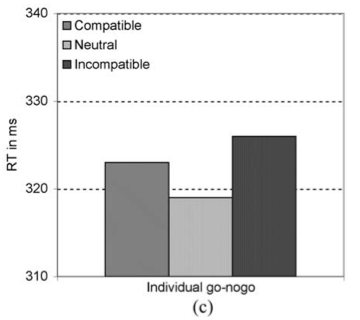 340
Compatible
Neutral
Incompatible
330
RT in ms
320
310
Individual go-nogo
(c)